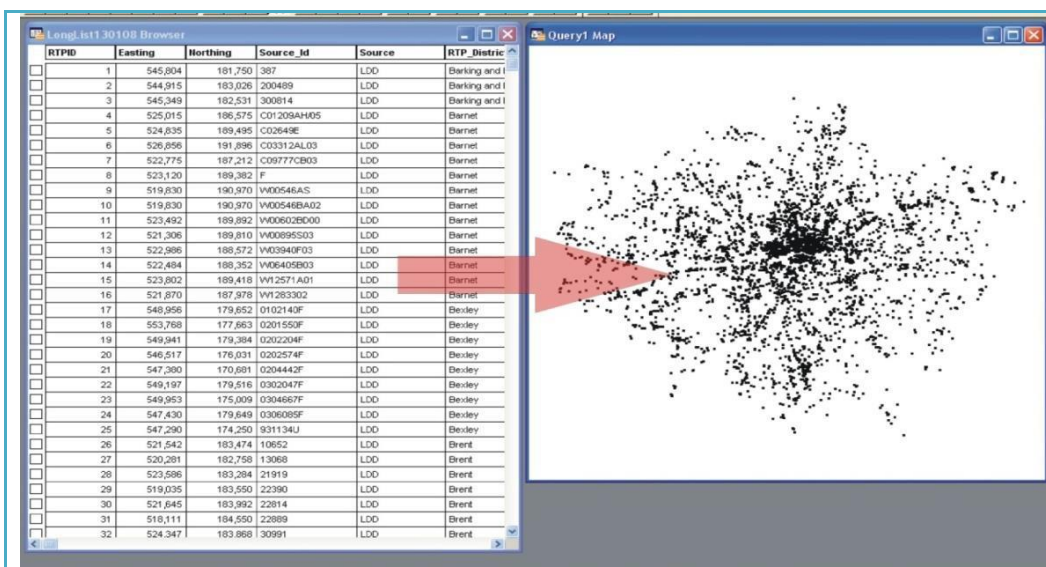 LongList130108 Browser
RTPID Easting Northing Source_Id Source RTP_Distric
1 545,804 181,750 387 LDD Barking and
2 544,915 183,026 200489 LDD Barking and
3 545,349 182,531 300814 LDD Barking and
4 525,015 186,575 C01209AH/05 LDD Barnet
5 524,835 189,495 C02649E LDD Barnet
6 526,856 191,896 C03312AL03 LDD Barnet
7 522,775 187,212 C09777CB03 LDD Barnet
8 523,120 189,382 F LDD Barnet
9 519,830 190,970 W00546AS LDD Barnet
10 519,830 190,970 W00546BA02 LDD Barnet
11 523,492 189,892 W00602BD00 LDD Barnet
12 521,306 189,810 W00895S03 LDD Barnet
13 522,986 188,572 W03940F03 LDD Barnet
14 522,484 188,352 W06405B03 LDD Barnet
15 523,802 189,418 W12571A01 LDD Barnet
16 521,870 187,978 W1283302 LDD Barnet
17 548,956 179,652 0102140F LDD Bexley
18 553,768 177,663 0201550F LDD Bexley
19 549,941 179,384 0202204F LDD Bexley
20 546,517 176,031 0202574F LDD Bexley
21 547,380 170,681 0204442F LDD Bexley
22 549,197 179,516 0302047F LDD Bexley
23 549,953 175,009 0304667F LDD Bexley
24 547,430 179,649 0306085F LDD Bexley
25 547,290 174,250 931134U LDD Bexley
26 521,542 183,474 10652 LDD Brent
27 520,281 182,758 13068 LDD Brent
28 523,586 183,284 21919 LDD Brent
29 519,035 183,550 22390 LDD Brent
30 521,645 183,992 22814 LDD Brent
31 518,111 184,550 22889 LDD Brent
32 524,347 183,868 30991 LDD Brent
Query1 Map